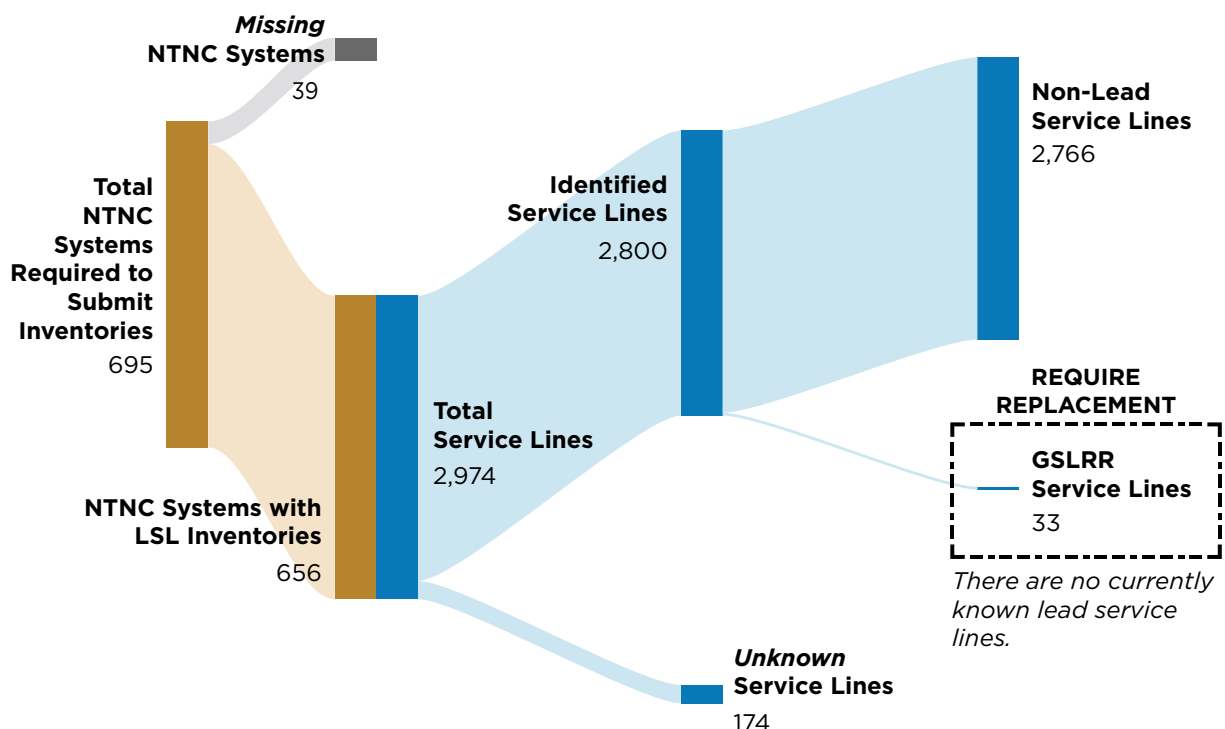 Missing
NTNC Systems
39
Total
NTNC
Systems
Required to
Submit
Inventories
695
NTNC Systems with
LSL Inventories
656
Total
Service Lines
2,974
Identified
Service Lines
2,800
Unknown
Service Lines
174
Non-Lead
Service Lines
2,766
REQUIRE
REPLACEMENT
GSLRR
Service Lines
33
There are no currently
known lead service
lines.